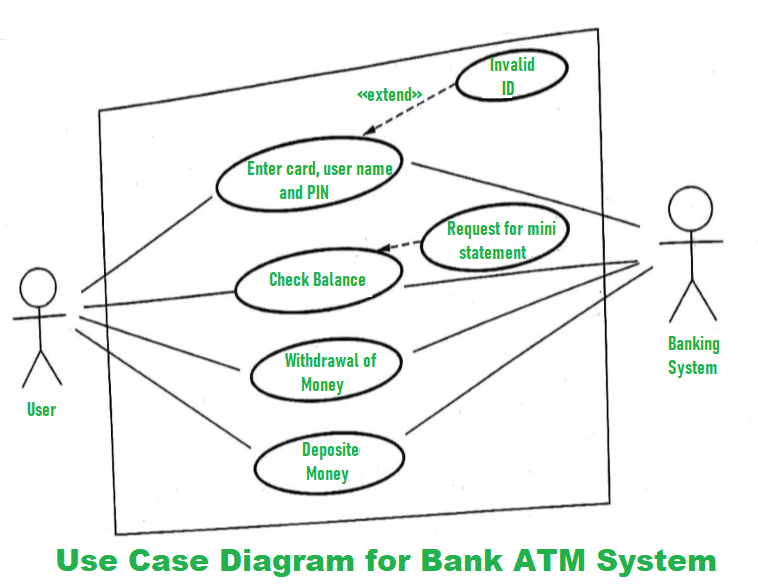 Invalid
ID
«extend»
Enter card, user name
and PIN
Request for mini
statement
Check Balance
Withdrawal of
Money
Deposite
Money
User
Banking
System
Use Case Diagram for Bank ATM System